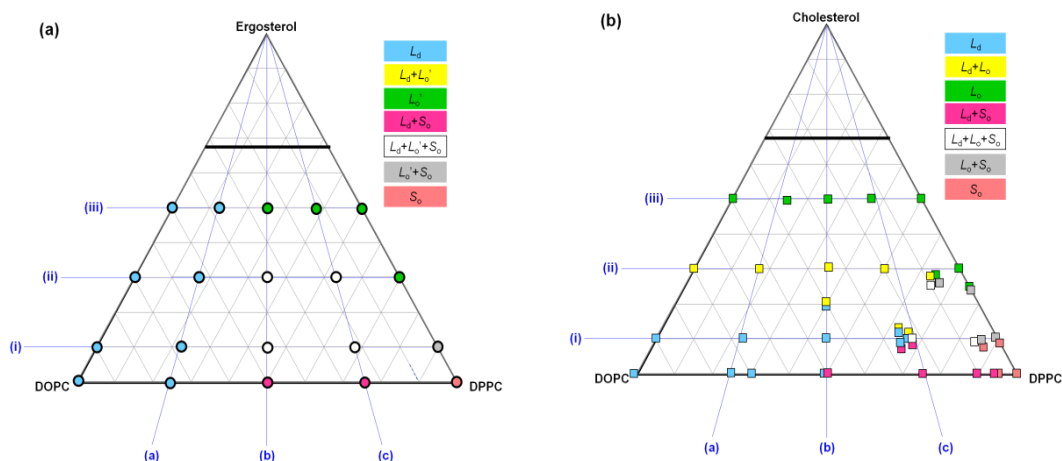 (a)
Ergosterol
Ld
Ld+Lo'
Lo'
Ld+So
Ld+Lo'+So
Lo'+So
So
(iii)
(ii)
(i)
DOPC
DPPC
(a)
(b)
(c)
(b)
Cholesterol
Ld
Ld+Lo
Lo
Ld+So
Ld+Lo+So
Lo+So
So
(iii)
(ii)
(i)
DOPC
DPPC
(a)
(b)
(c)